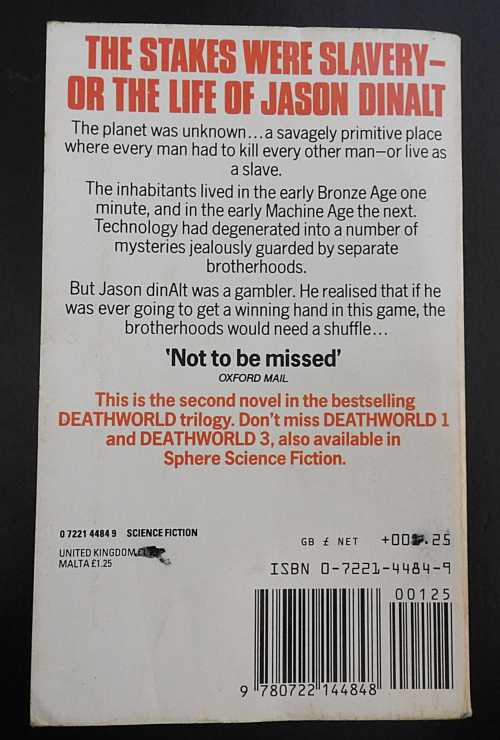 THE STAKES WERE SLAVERY–
OR THE LIFE OF JASON DINALT
The planet was unknown...a savagely primitive place
where every man had to kill every other man—or live as
a slave.
The inhabitants lived in the early Bronze Age one
minute, and in the early Machine Age the next.
Technology had degenerated into a number of
mysteries jealously guarded by separate
brotherhoods.
But Jason dinAlt was a gambler. He realised that if he
was ever going to get a winning hand in this game, the
brotherhoods would need a shuffle...
'Not to be missed'
OXFORD MAIL
This is the second novel in the bestselling
DEATHWORLD trilogy. Don't miss DEATHWORLD 1
and DEATHWORLD 3, also available in
Sphere Science Fiction.
0 7221 4484 9 SCIENCE FICTION
UNITED KINGDOM
MALTA £1.25
GB £ NET +00 .25
ISBN 0-7221-4484-9
00125
9 780722 144848